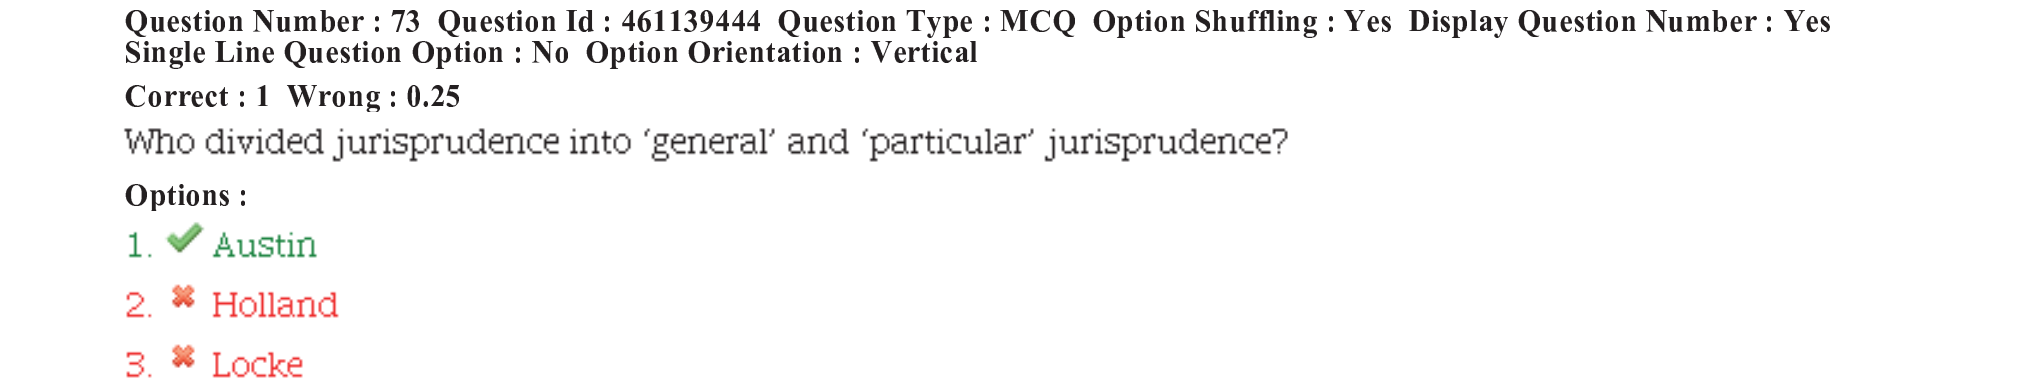 Question Number : 73 Question Id : 461139444 Question Type : MCQ Option Shuffling : Yes Display Question Number : Yes
Single Line Question Option : No Option Orientation : Vertical
Correct : 1 Wrong : 0.25
Who divided jurisprudence into ‘general’ and ‘particular’ jurisprudence?
Options :
1. Austin
2. Holland
3. Locke